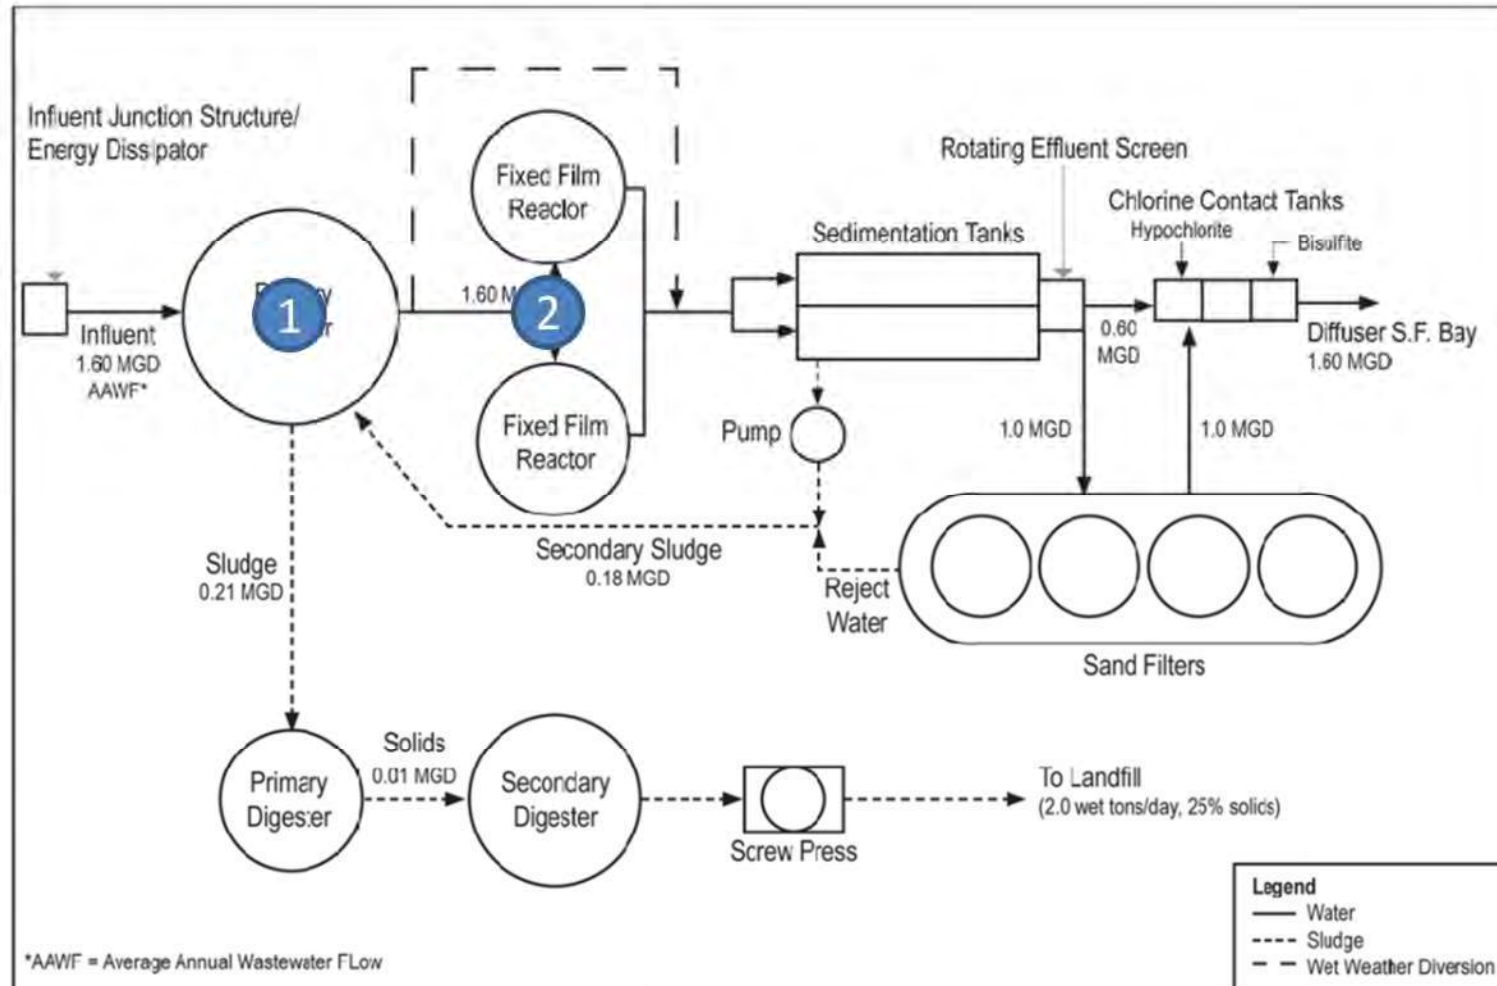 Influent Junction Structure/
Energy Dissipator
Influent
1.60 MGD
AAWF*
1
1.60
2
Fixed Film
Reactor
Fixed Film
Reactor
Sedimentation Tanks
Rotating Effluent Screen
Chlorine Contact Tanks
Hypochlorite
Bisulfite
0.60
MGD
Diffuser S.F. Bay
1.60 MGD
Pump
1.0 MGD
1.0 MGD
Secondary Sludge
0.18 MGD
Reject
Water
Sand Filters
Sludge
0.21 MGD
Primary
Digester
Solids
0.01 MGD
Secondary
Digester
Screw Press
To Landfill
(2.0 wet tons/day, 25% solids)
Legend
Water
Sludge
Wet Weather Diversion
*AAWF = Average Annual Wastewater FLow